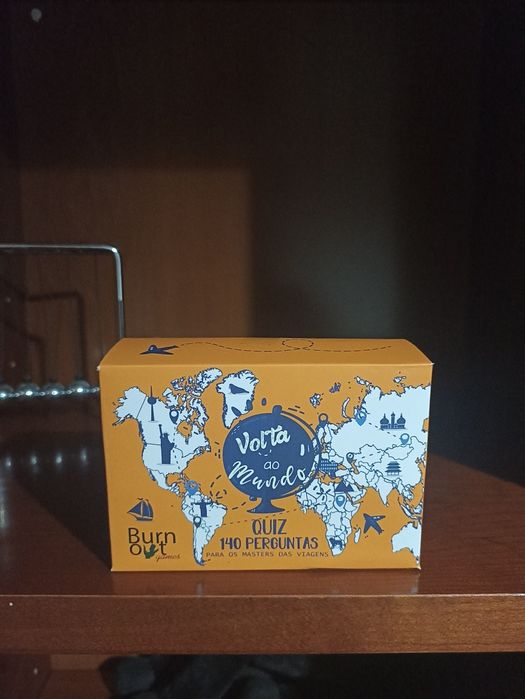 Volta
ao
Mundo
QUIZ
140 PERGUNTAS
PARA OS MASTERS DAS VIAGENS
Burn
out
games